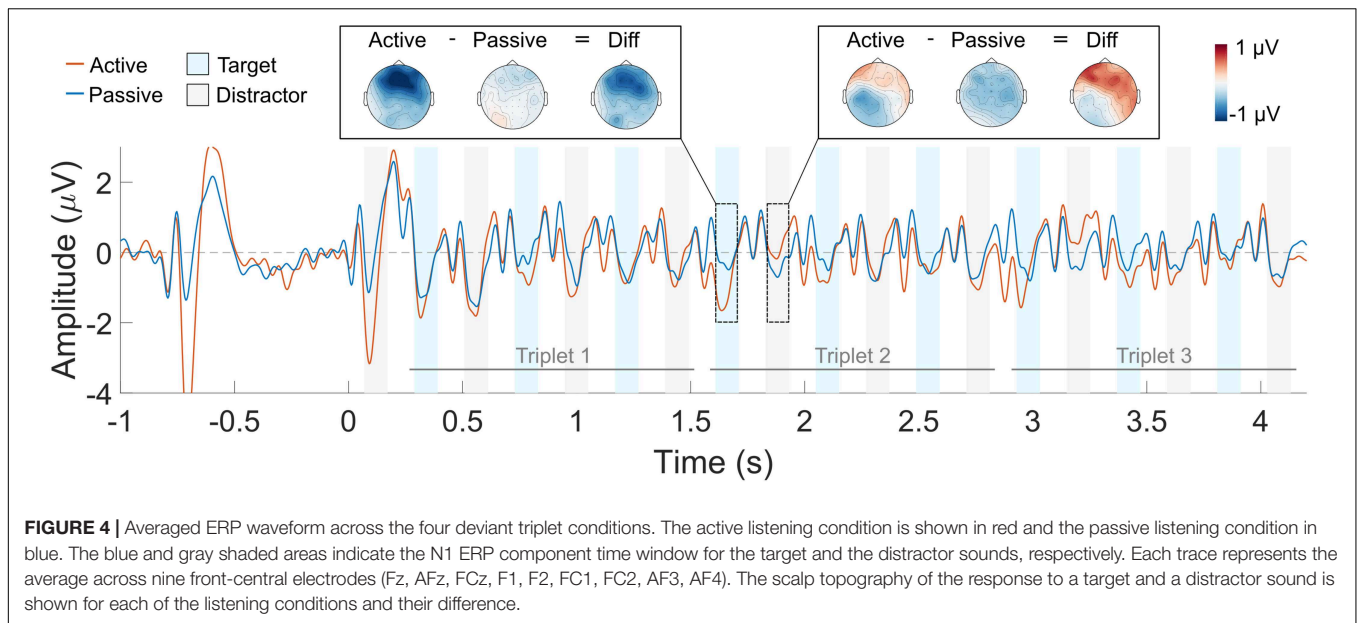 Active - Passive = Diff
Active - Passive = Diff
1 µV
-1 µV
Active
Passive
Target
Distractor
Amplitude (µV)
2
0
-2
-4
Triplet 1
Triplet 2
Triplet 3
-1
-0.5
0
0.5
1
1.5
2
2.5
3
3.5
4
Time (s)
FIGURE 4 | Averaged ERP waveform across the four deviant triplet conditions. The active listening condition is shown in red and the passive listening condition in
blue. The blue and gray shaded areas indicate the N1 ERP component time window for the target and the distractor sounds, respectively. Each trace represents the
average across nine front-central electrodes (Fz, AFz, FCz, F1, F2, FC1, FC2, AF3, AF4). The scalp topography of the response to a target and a distractor sound is
shown for each of the listening conditions and their difference.